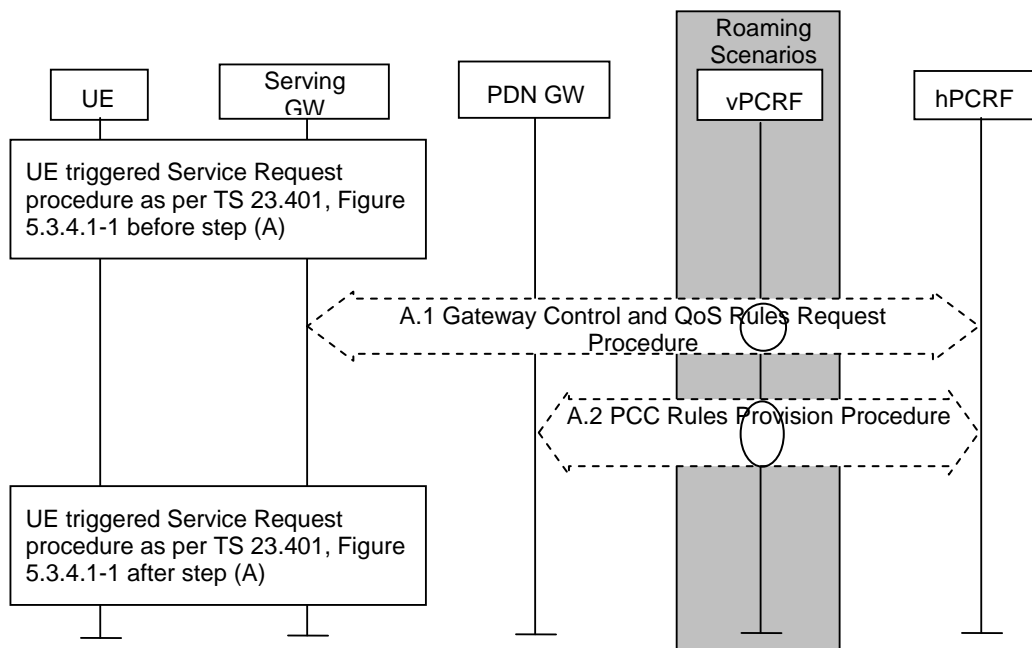 Roaming
Scenarios
UE
Serving
GW
PDN GW
vPCRF
hPCRF
UE triggered Service Request
procedure as per TS 23.401, Figure
5.3.4.1-1 before step (A)
A.1 Gateway Control and QoS Rules Request
Procedure
A.2 PCC Rules Provision Procedure
UE triggered Service Request
procedure as per TS 23.401, Figure
5.3.4.1-1 after step (A)